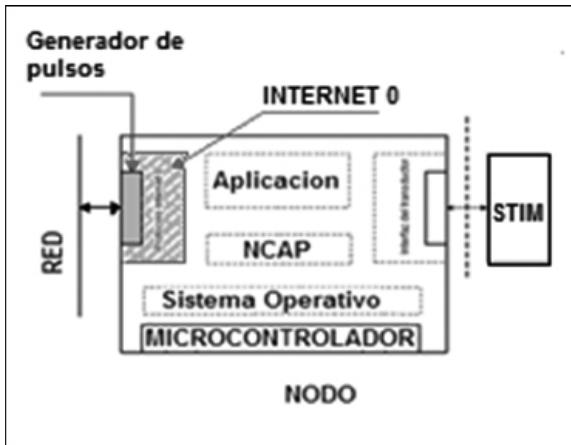 Generador de
pulsos
INTERNET 0
Aplicacion
NCAP
Sistema Operativo
MICROCONTROLADOR
RED
STIM
NODO